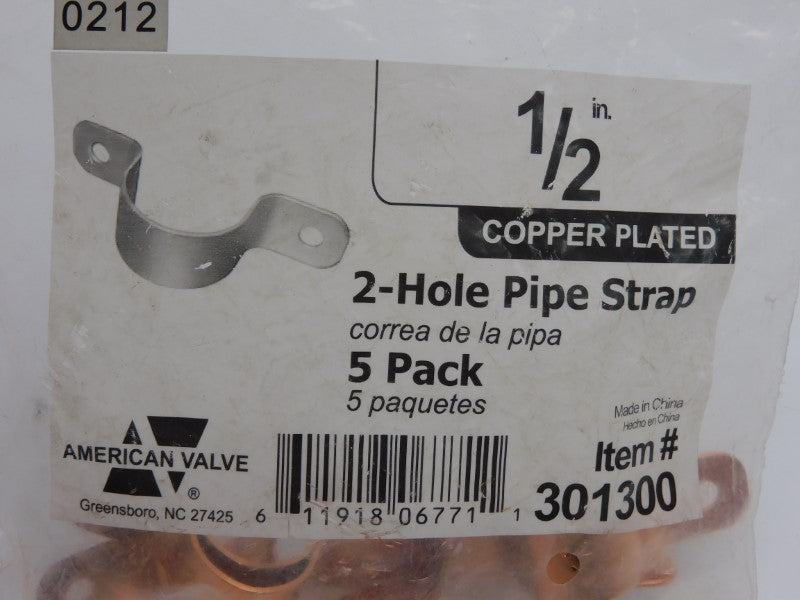 0212
1/2 in.
COPPER PLATED
2-Hole Pipe Strap
correa de la pipa
5 Pack
5 paquetes
Made in China
Hecho en China
AMERICAN VALVE
®
Greensboro, NC 27425
Item #
301300
6 11918 06771 1